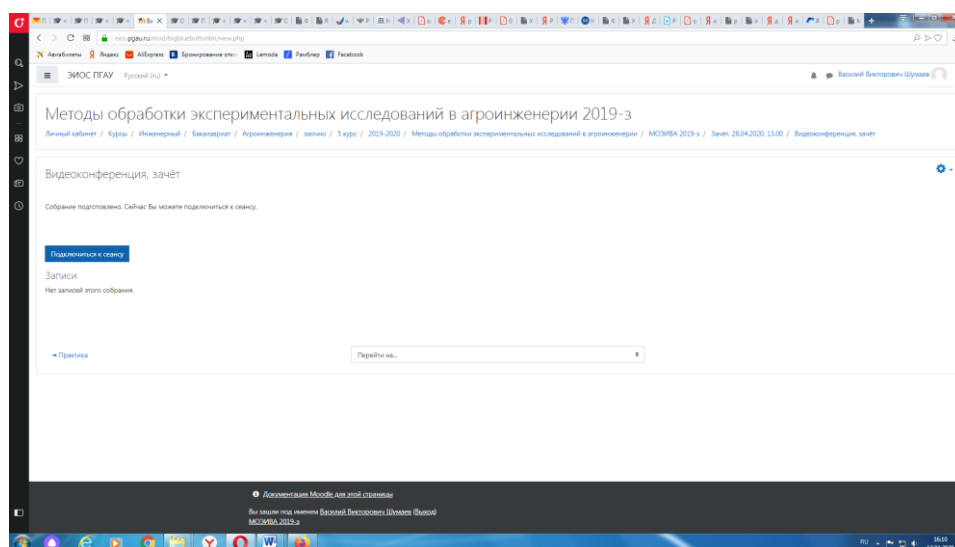 eios.pgau.ru/mod/bigbluebuttonbn/view.php
Авиабилеты Яндекс AliExpress Бронирование оте Lamoda Рамблер Facebook
ЭИОС ПГАУ Русский (ru) Василий Викторович Шумаев
Методы обработки экспериментальных исследований в агроинженерии 2019-з
Личный кабинет / Курсы / Инженерный / Бакалавриат / Агроинженерия / заочно / 5 курс / 2019-2020 / Методы обработки экспериментальных исследований в агроинженерии / МОЭИВА 2019-з / Зачёт. 28.04.2020. 13.00 / Видеоконференция, зачёт
Видеоконференция, зачёт
Собрание подготовлено. Сейчас Вы можете подключиться к сеансу.
Подключиться к сеансу
Записи
Нет записей этого собрания.
Практика Перейти на...
Документация Moodle для этой страницы
Вы зашли под именем Василий Викторович Шумаев (Выход)
МОЭИВА 2019-з
RU 16:10